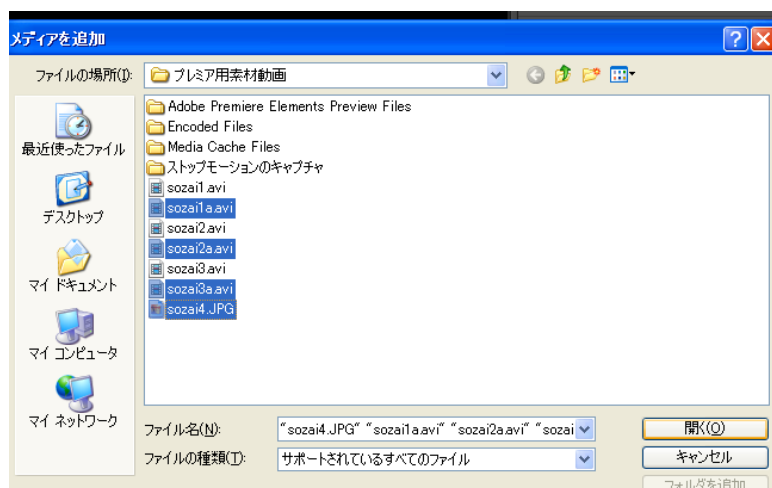 メディアを追加
ファイルの場所(I):
プレミア用素材動画
最近使ったファイル
デスクトップ
マイ ドキュメント
マイ コンピュータ
マイ ネットワーク
Adobe Premiere Elements Preview Files
Encoded Files
Media Cache Files
ストップモーションのキャプチャ
sozai1.avi
sozai1a.avi
sozai2.avi
sozai2a.avi
sozai3.avi
sozai3a.avi
sozai4.JPG
ファイル名(N):
"sozai4.JPG" "sozai1a.avi" "sozai2a.avi" "sozai
開く(O)
ファイルの種類(T):
サポートされているすべてのファイル
キャンセル
フォルダを追加